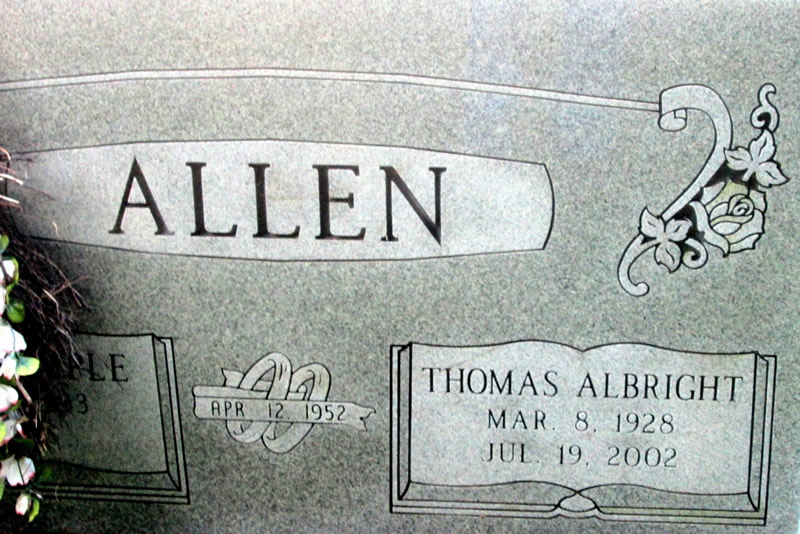 ALLEN
APR 12 1952
THOMAS ALBRIGHT
MAR. 8, 1928
JUL. 19, 2002